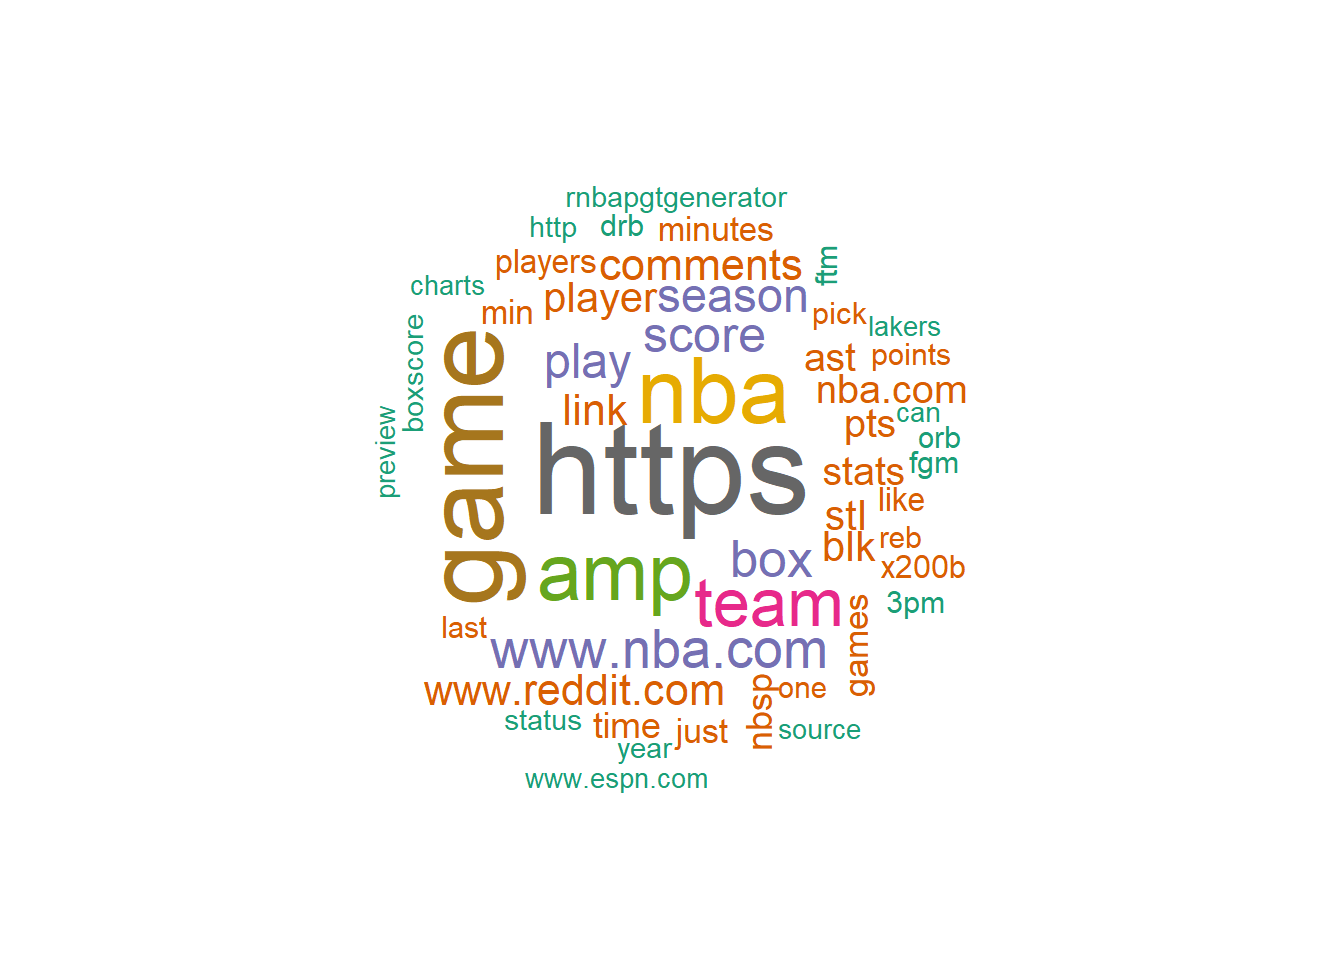 rnbapgtgenerator
http
drb
minutes
players
comments
ftm
charts
min
player
season
pick
lakers
boxscore
score
play
ast
points
game
nba
nba.com
link
can
pts
preview
orb
https
stats
fgm
like
stl
box
blk
reb
x200b
amp
team
3pm
last
www.nba.com
games
www.reddit.com
nbsp
one
status
time
just
source
year
www.espn.com